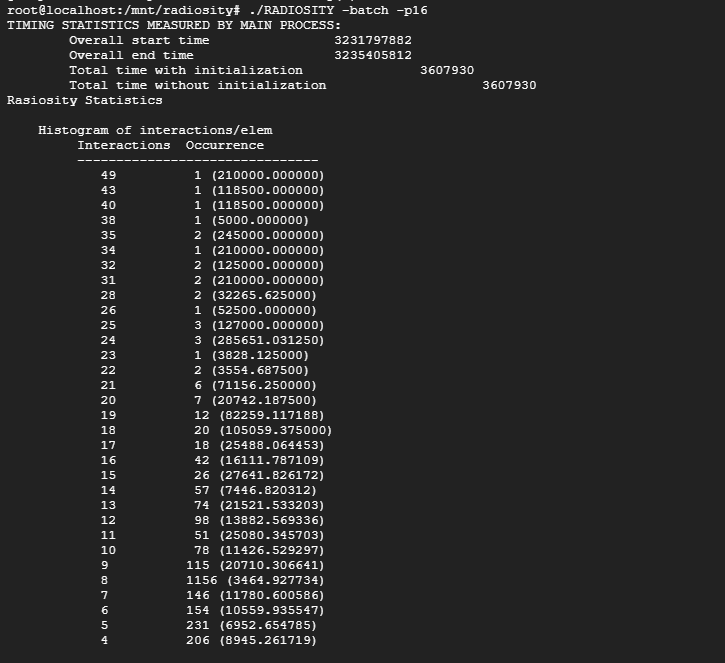 root@localhost:/mnt/radiosity# ./RADIOSITY -batch -p16
TIMING STATISTICS MEASURED BY MAIN PROCESS:
        Overall start time                3231797882
        Overall end time                  3235405812
        Total time with initialization               3607930
        Total time without initialization                    3607930
Rasiosity Statistics
    Histogram of interactions/elem
         Interactions  Occurrence
         -------------------------------
            49          1 (210000.000000)
            43          1 (118500.000000)
            40          1 (118500.000000)
            38          1 (5000.000000)
            35          2 (245000.000000)
            34          1 (210000.000000)
            32          2 (125000.000000)
            31          2 (210000.000000)
            28          2 (32265.625000)
            26          1 (52500.000000)
            25          3 (127000.000000)
            24          3 (285651.031250)
            23          1 (3828.125000)
            22          2 (3554.687500)
            21          6 (71156.250000)
            20          7 (20742.187500)
            19          12 (82259.117188)
            18          20 (105059.375000)
            17          18 (25488.064453)
            16          42 (16111.787109)
            15          26 (27641.826172)
            14          57 (7446.820312)
            13          74 (21521.533203)
            12          98 (13882.569336)
            11          51 (25080.345703)
            10          78 (11426.529297)
            9          115 (20710.306641)
            8          1156 (3464.927734)
            7          146 (11780.600586)
            6          154 (10559.935547)
            5          231 (6952.654785)
            4          206 (8945.261719)